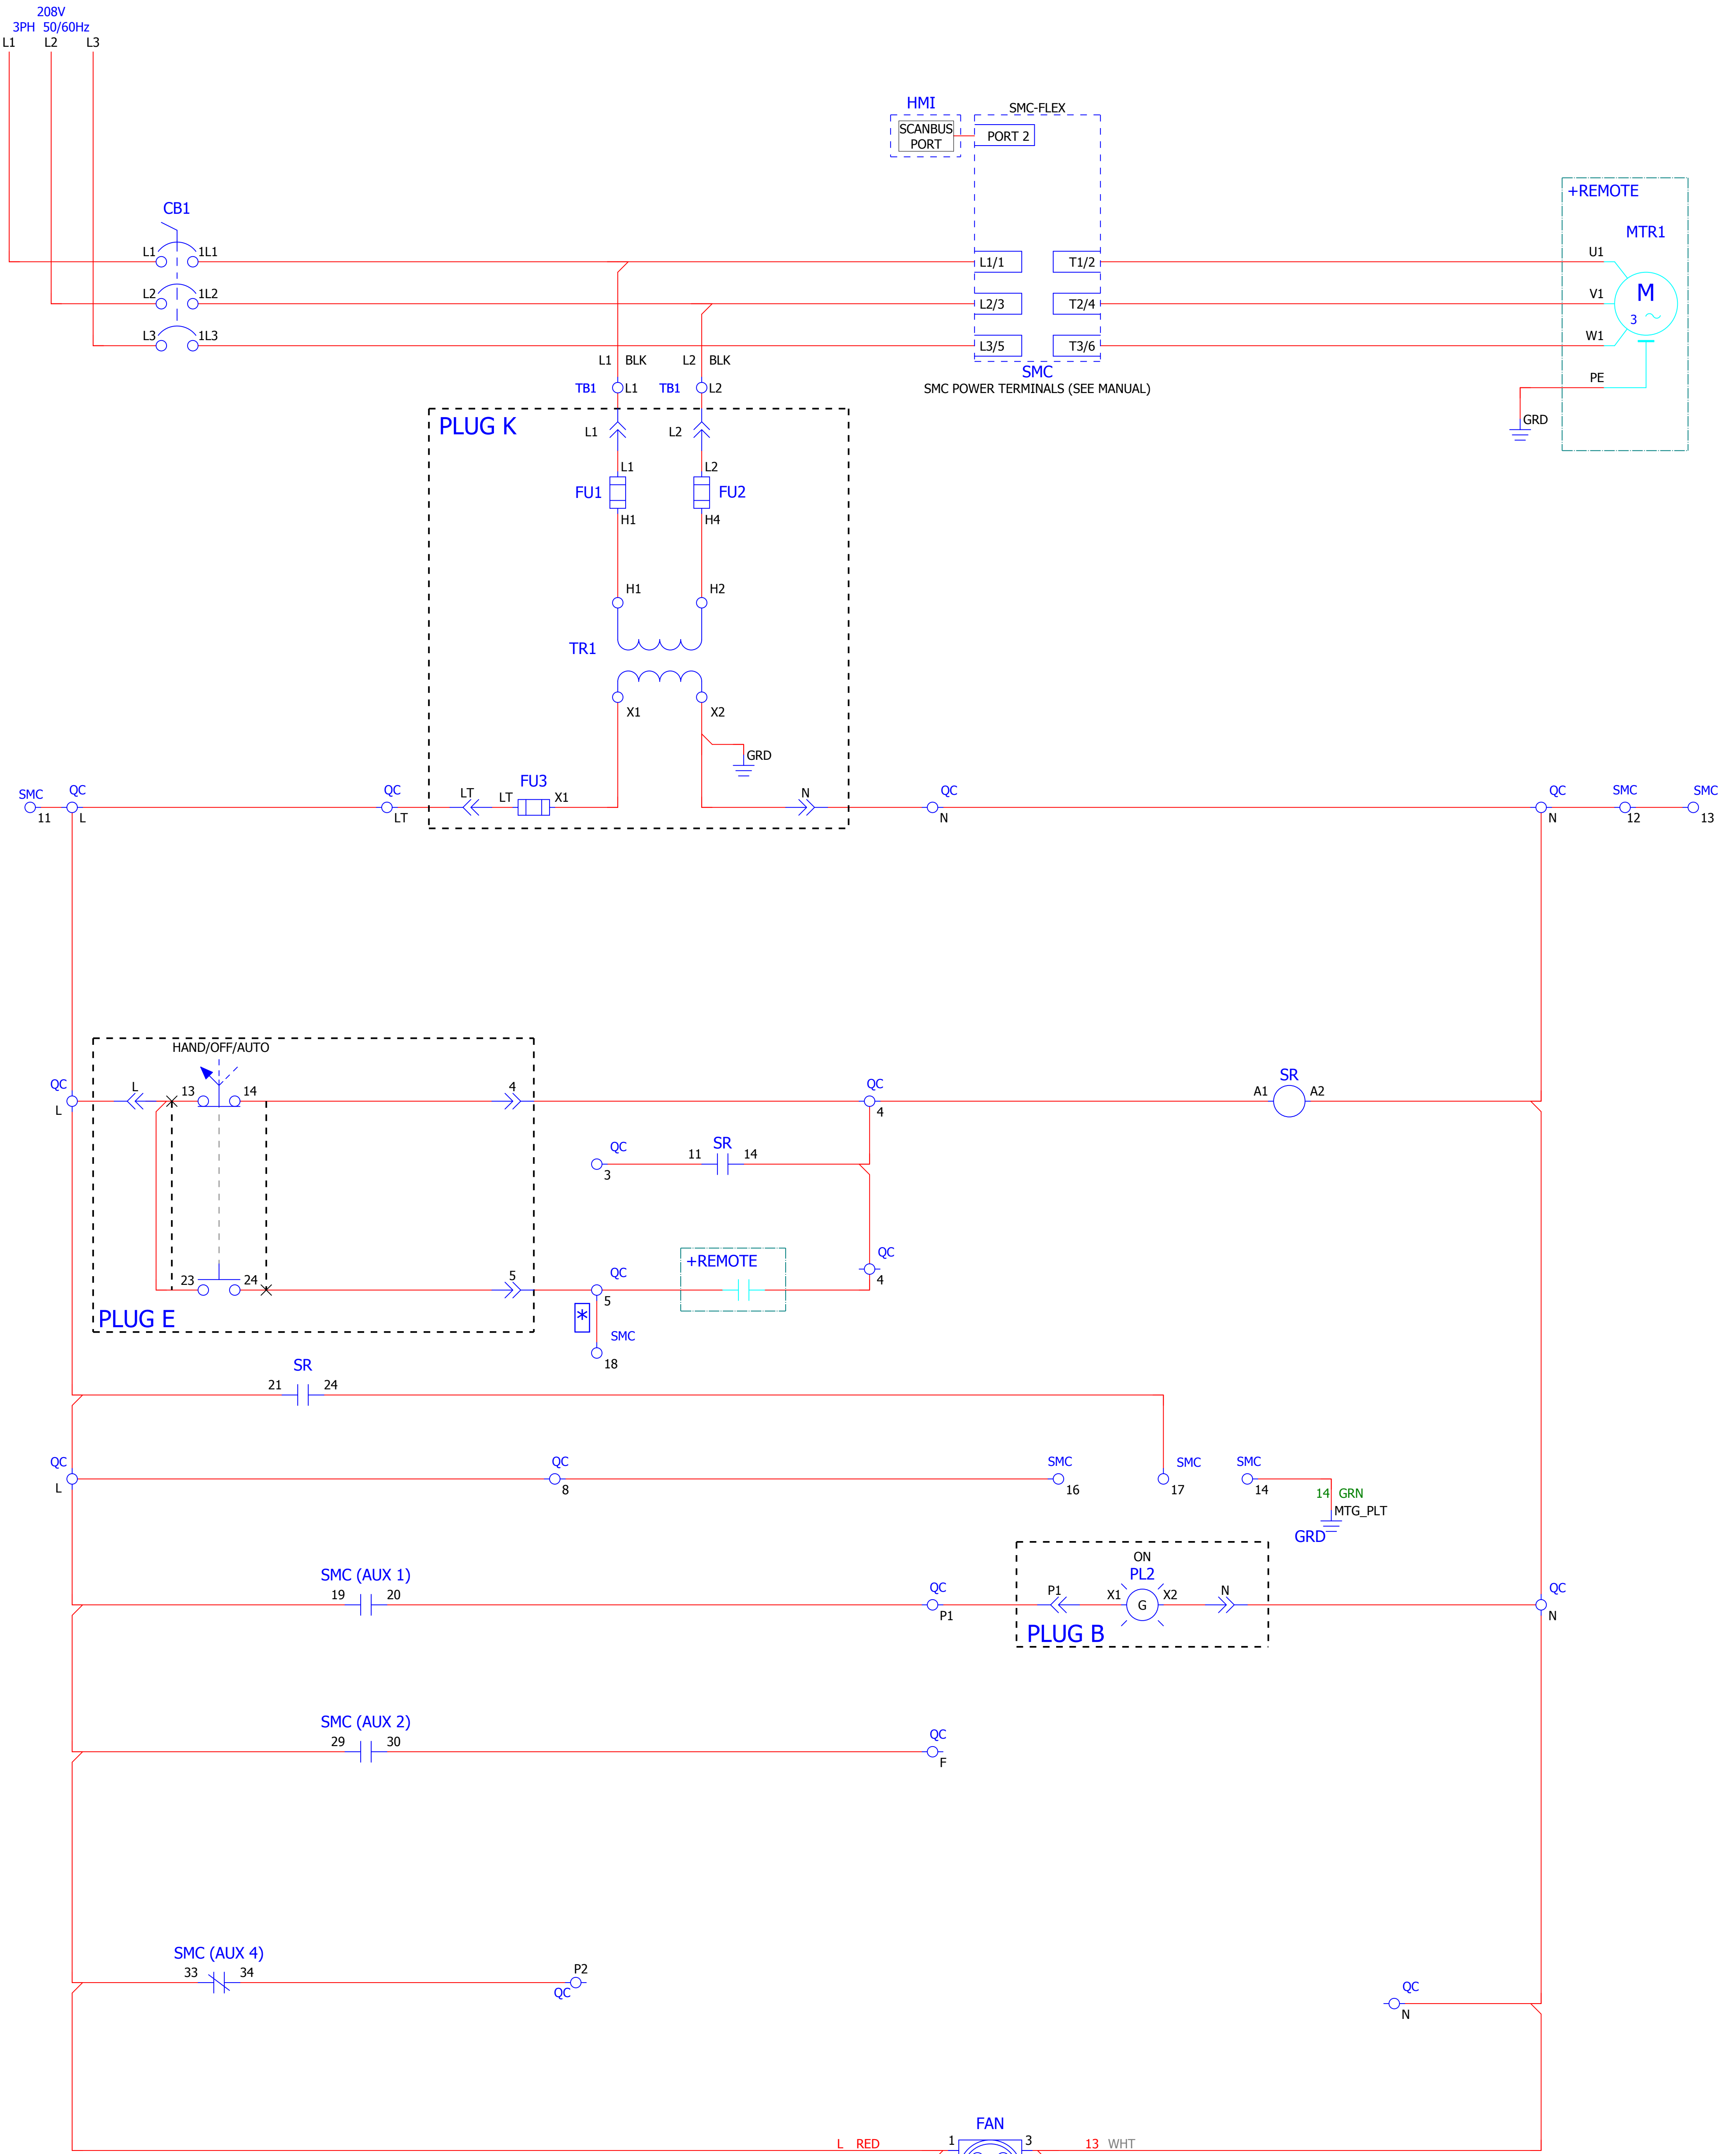 208V
3PH 50/60Hz
L1 L2 L3
HMI
SCANBUS
PORT
SMC-FLEX
PORT 2
+REMOTE
MTR1
CB1
L1 1L1
L1/1 T1/2
U1
L2 1L2
L2/3 T2/4
V1
M
3
L3 1L3
L3/5 T3/6
W1
L1 BLK L2 BLK
SMC
SMC POWER TERMINALS (SEE MANUAL)
PE
TB1 L1 TB1 L2
GRD
PLUG K
L1 L2
L1 L2
FU1 FU2
H1 H4
H1 H2
TR1
X1 X2
GRD
SMC QC QC
FU3
LT LT X1
N
QC QC SMC SMC
11 L LT
N N 12 13
HAND/OFF/AUTO
QC L 13 14 4
QC
SR
A1 A2
L
4
QC
SR
11 14
3
+REMOTE
QC
4
23 24 5
QC
5
PLUG E
*
SMC
18
SR
21 24
QC QC SMC SMC SMC
L 8 16 17 14
14 GRN
MTG_PLT
GRD
SMC (AUX 1)
19 20
QC
P1
ON
PL2
P1 X1 G X2 N
QC
N
PLUG B
SMC (AUX 2)
29 30
QC
F
SMC (AUX 4)
33 34
P2
QC
QC
N
FAN
L RED 1 3 13 WHT